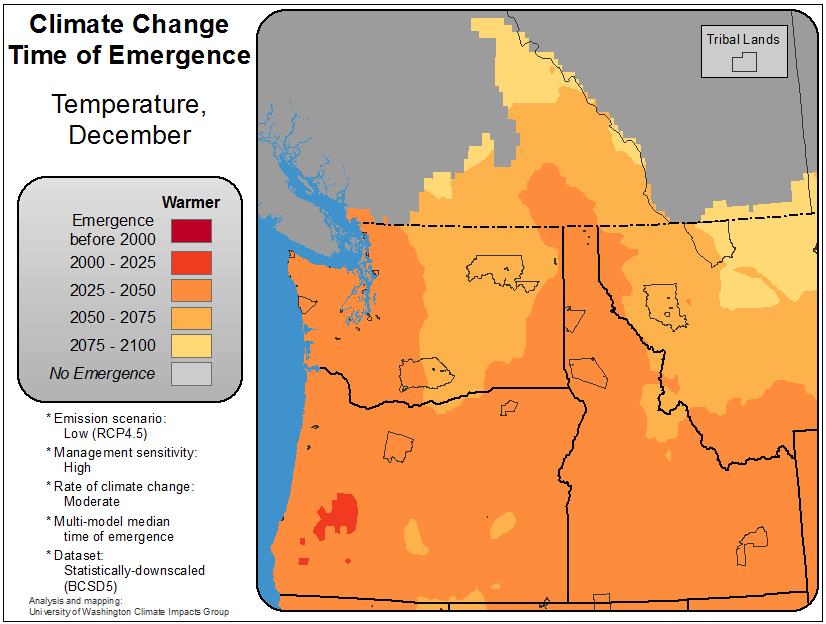 Climate Change
Time of Emergence
Temperature,
December
Warmer
Emergence
before 2000
2000 - 2025
2025 - 2050
2050 - 2075
2075 - 2100
No Emergence
* Emission scenario:
Low (RCP4.5)
* Management sensitivity:
High
* Rate of climate change:
Moderate
* Multi-model median
time of emergence
* Dataset:
Statistically-downscaled
(BCSD5)
Analysis and mapping:
University of Washington Climate Impacts Group
Tribal Lands